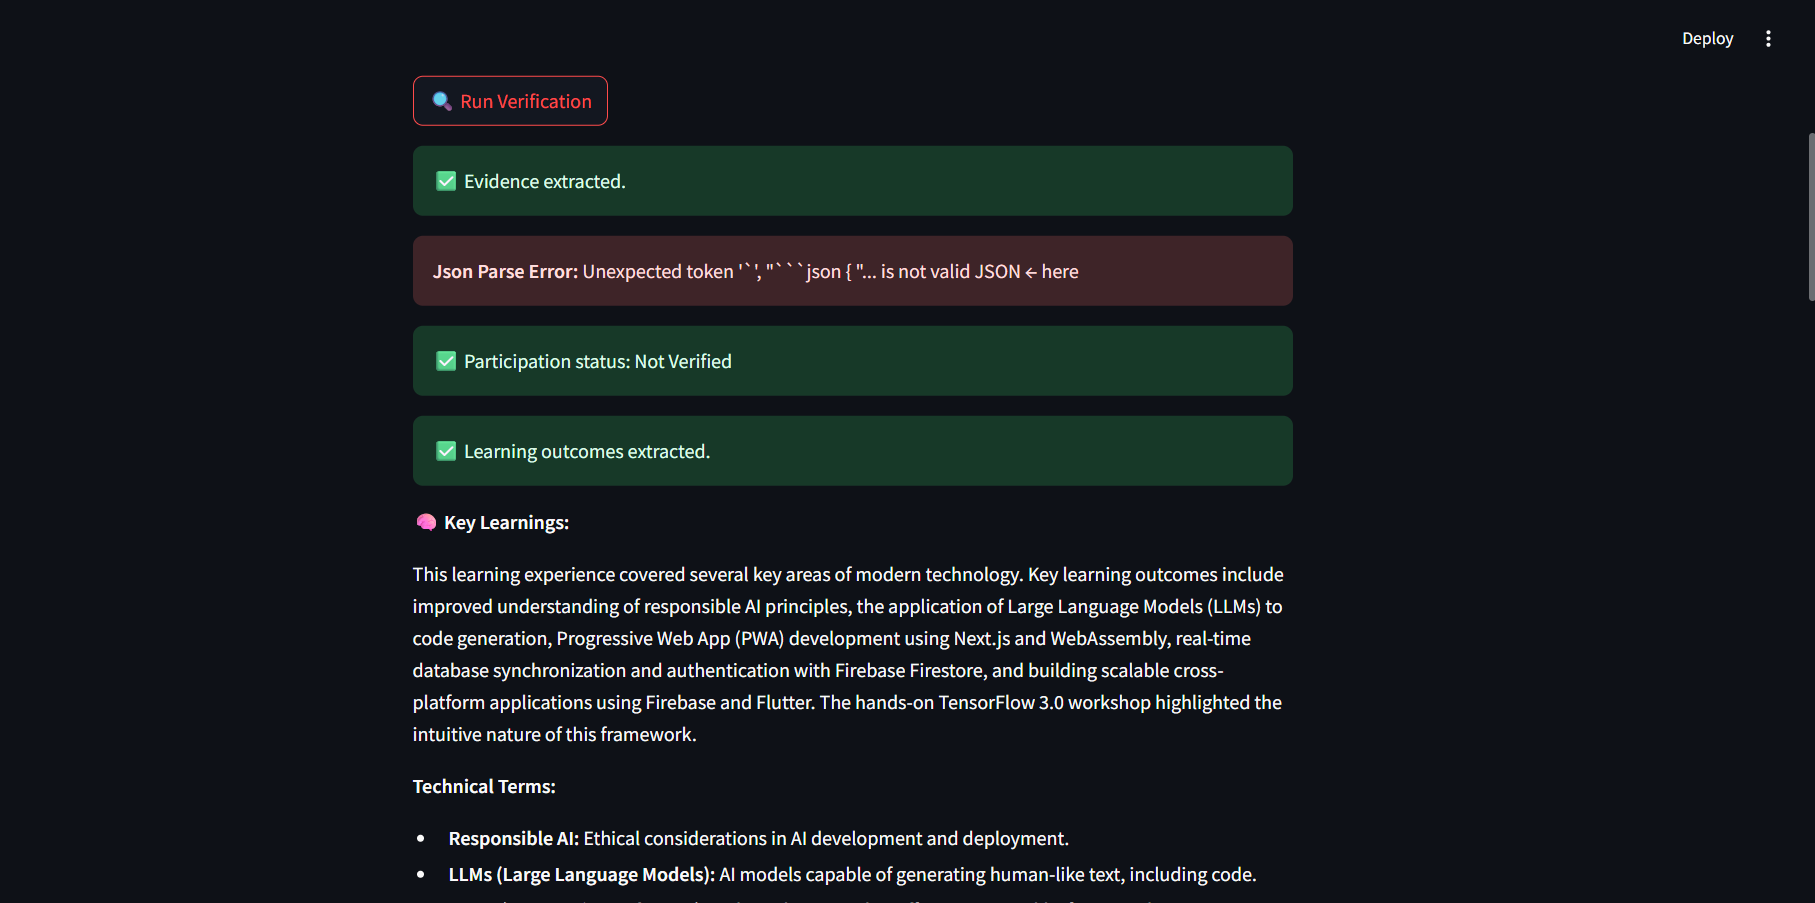 Deploy
🔍 Run Verification
✅ Evidence extracted.
Json Parse Error: Unexpected token '`', "```json { "... is not valid JSON ← here
✅ Participation status: Not Verified
✅ Learning outcomes extracted.
🧠 Key Learnings:
This learning experience covered several key areas of modern technology. Key learning outcomes include
improved understanding of responsible AI principles, the application of Large Language Models (LLMs) to
code generation, Progressive Web App (PWA) development using Next.js and WebAssembly, real-time
database synchronization and authentication with Firebase Firestore, and building scalable cross-
platform applications using Firebase and Flutter. The hands-on TensorFlow 3.0 workshop highlighted the
intuitive nature of this framework.
Technical Terms:
• Responsible AI: Ethical considerations in AI development and deployment.
• LLMs (Large Language Models): AI models capable of generating human-like text, including code.